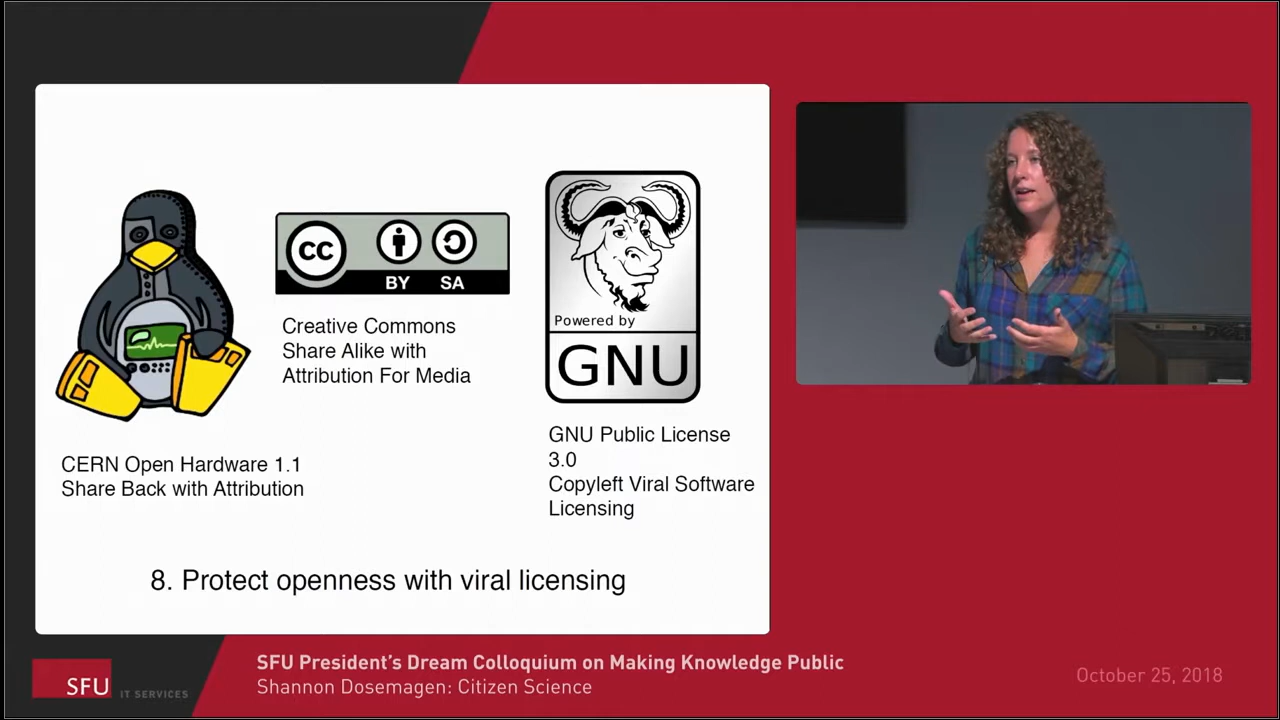 CC
BY SA
Creative Commons
Share Alike with
Attribution For Media
Powered by
GNU
CERN Open Hardware 1.1
Share Back with Attribution
GNU Public License
3.0
Copyleft Viral Software
Licensing
8. Protect openness with viral licensing
SFU IT SERVICES
SFU President’s Dream Colloquium on Making Knowledge Public
Shannon Dosemagen: Citizen Science
October 25, 2018